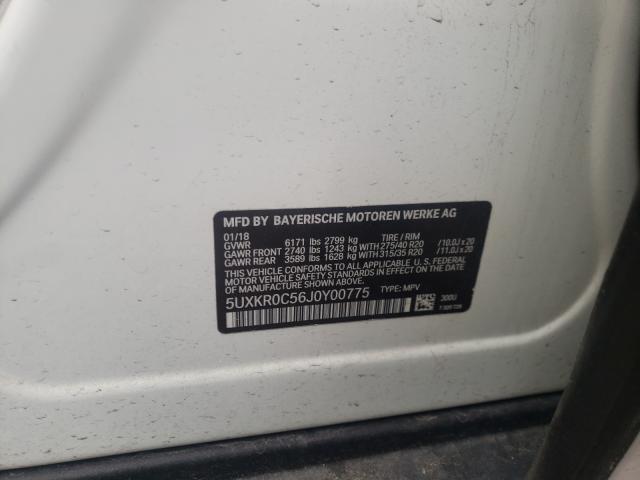 MFD BY BAYERISCHE MOTOREN WERKE AG
01/18
GVWR 6171 lbs 2799 kg TIRE / RIM
GAWR FRONT 2740 lbs 1243 kg WITH 275/40 R20 /10.0J x 20
GAWR REAR 3589 lbs 1628 kg WITH 315/35 R20 /11.0J x 20
THIS VEHICLE CONFORMS TO ALL APPLICABLE U.S. FEDERAL
MOTOR VEHICLE SAFETY STANDARDS IN EFFECT ON THE DATE
OF MANUFACTURE SHOWN ABOVE.
5UXKR0C56J0Y00775 TYPE: MPV
300U